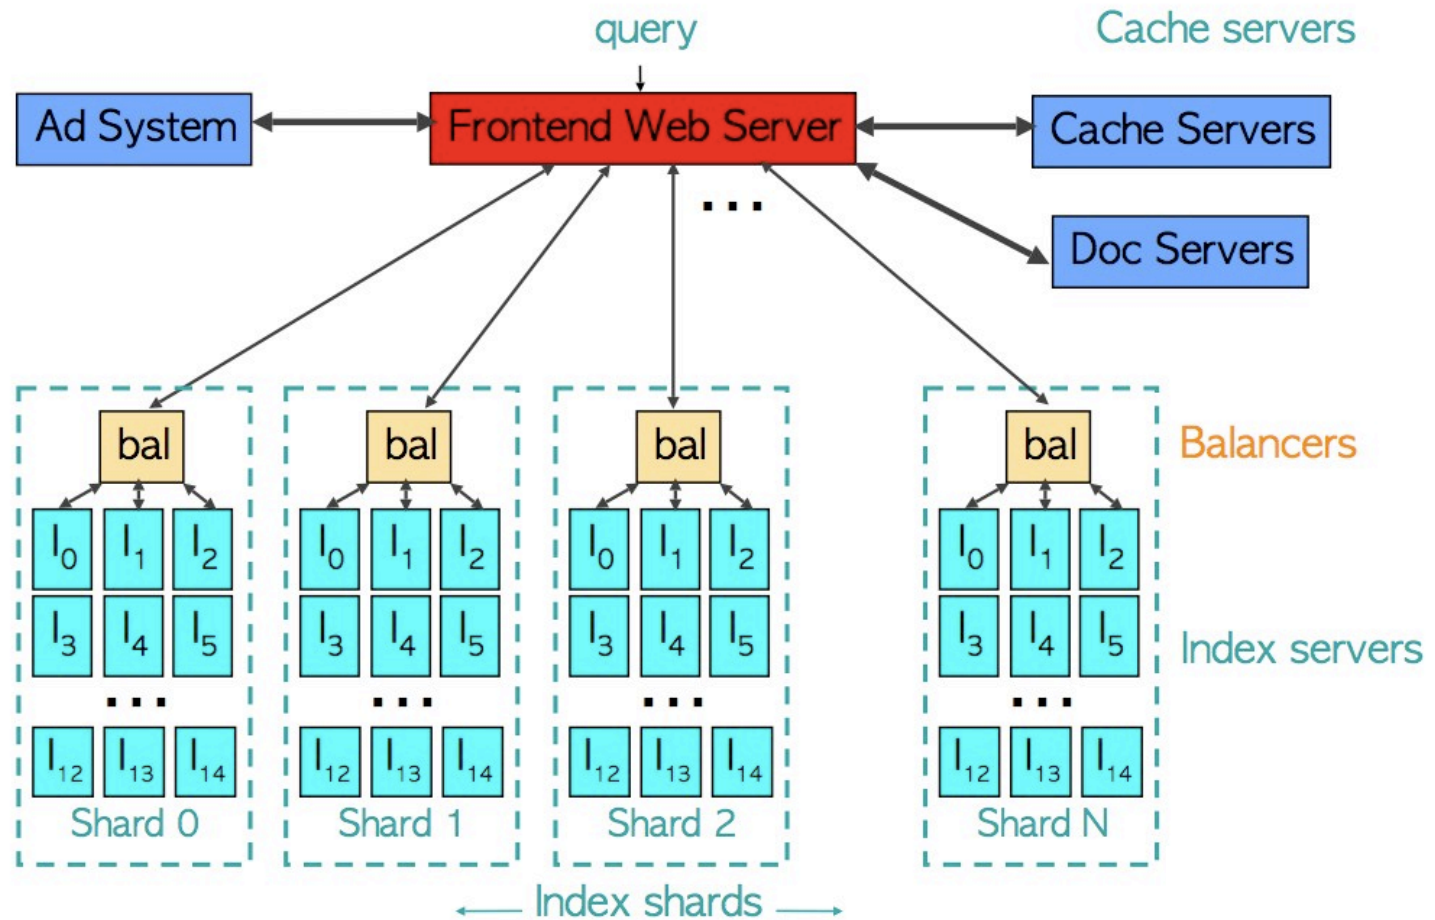 query
Cache servers
Ad System
Frontend Web Server
Cache Servers
...
Doc Servers
bal bal bal bal
Balancers
I0 I1 I2 I0 I1 I2 I0 I1 I2 I0 I1 I2
I3 I4 I5 I3 I4 I5 I3 I4 I5 I3 I4 I5
Index servers
... ... ... ...
I12 I13 I14 I12 I13 I14 I12 I13 I14 I12 I13 I14
Shard 0 Shard 1 Shard 2 Shard N
Index shards